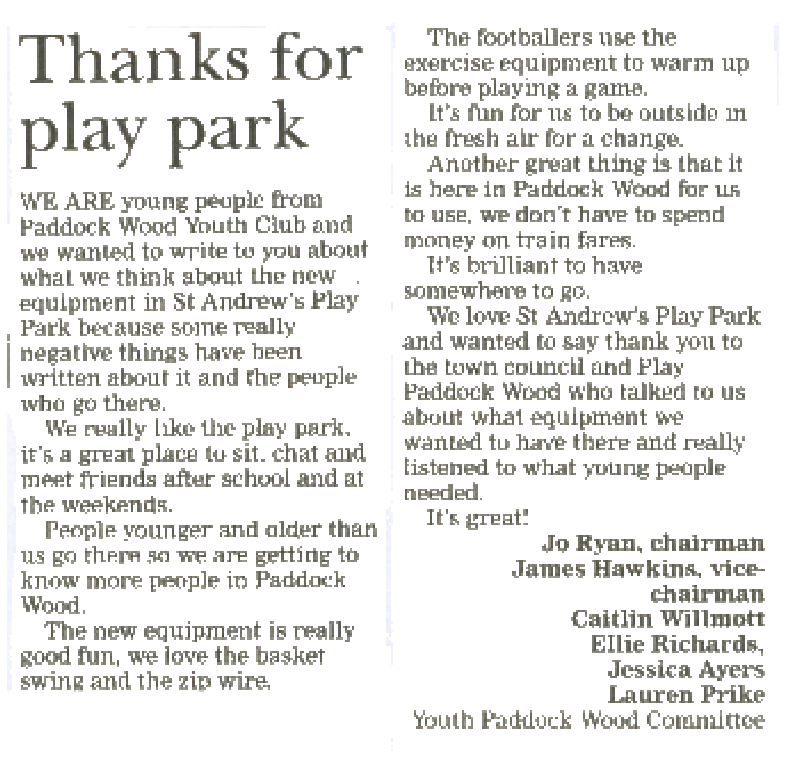 Thanks for
play park
WE ARE young people from
Paddock Wood Youth Club and
we wanted to write to you about
what we think about the new
equipment in St Andrew's Play
Park because some really
negative things have been
written about it and the people
who go there.
We really like the play park,
it's a great place to sit, chat and
meet friends after school and at
the weekends.
People younger and older than
us go there so we are getting to
know more people in Paddock
Wood.
The new equipment is really
good fun, we love the basket
swing and the zip wire.
The footballers use the
exercise equipment to warm up
before playing a game.
It's fun for us to be outside in
the fresh air for a change.
Another great thing is that it
is here in Paddock Wood for us
to use, we don't have to spend
money on train fares.
It's brilliant to have
somewhere to go.
We love St Andrew's Play Park
and wanted to say thank you to
the town council and Play
Paddock Wood who talked to us
about what equipment we
wanted to have there and really
listened to what young people
needed.
It's great!
Jo Ryan, chairman
James Hawkins, vice-
chairman
Caitlin Willmott
Ellie Richards,
Jessica Ayers
Lauren Prike
Youth Paddock Wood Committee